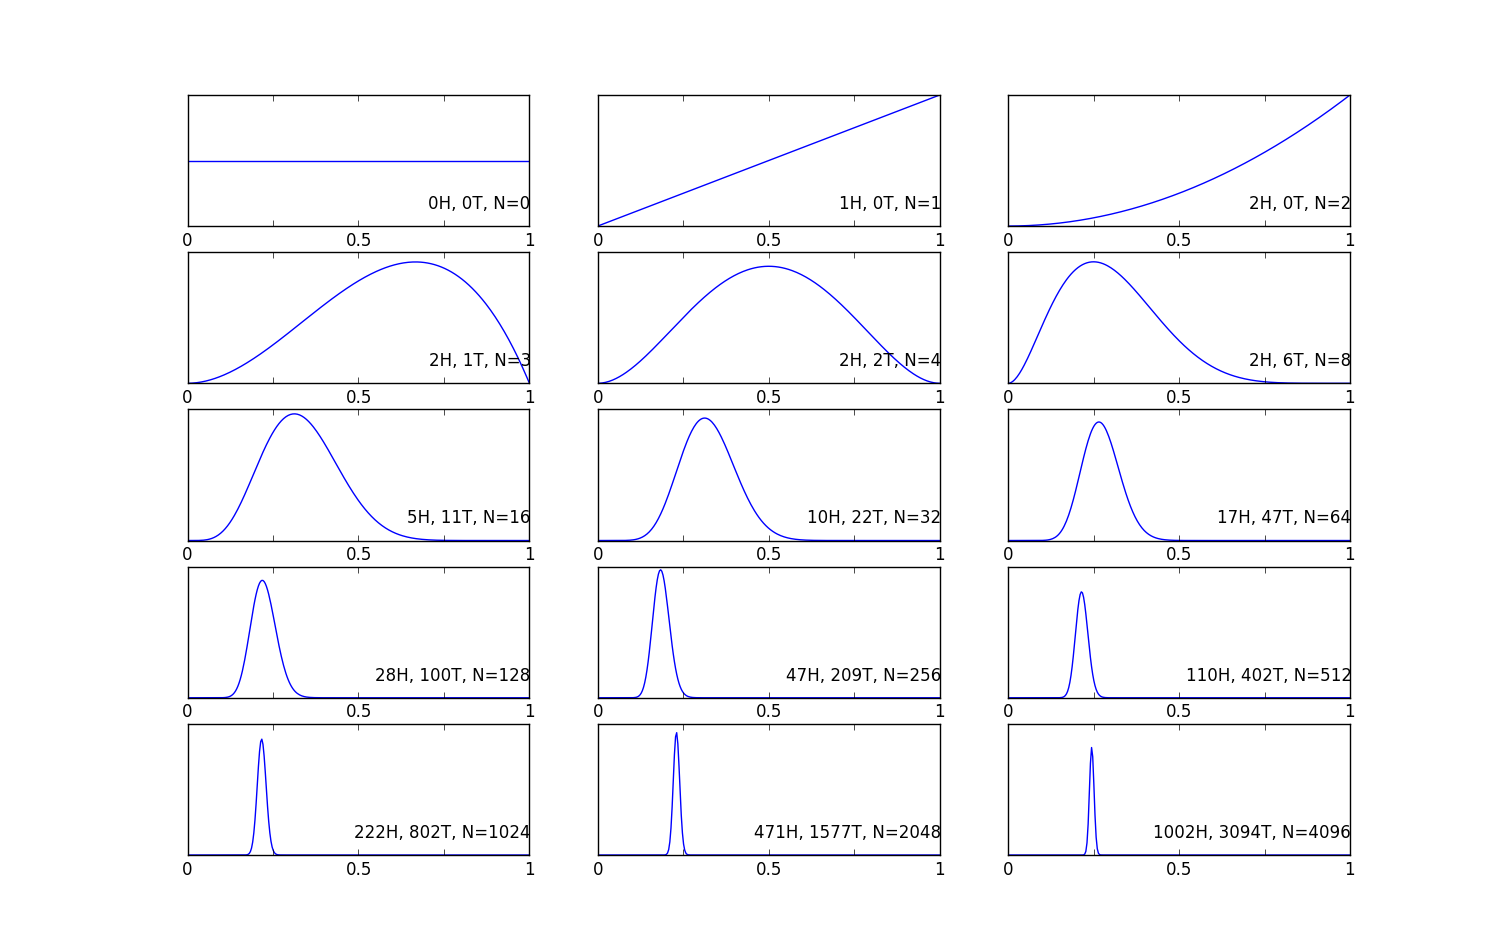 0H, 0T, N=0
0 0.5 1
1H, 0T, N=1
0 0.5 1
2H, 0T, N=2
0 0.5 1
2H, 1T, N=3
0 0.5 1
2H, 2T, N=4
0 0.5 1
2H, 6T, N=8
0 0.5 1
5H, 11T, N=16
0 0.5 1
10H, 22T, N=32
0 0.5 1
17H, 47T, N=64
0 0.5 1
28H, 100T, N=128
0 0.5 1
47H, 209T, N=256
0 0.5 1
110H, 402T, N=512
0 0.5 1
222H, 802T, N=1024
0 0.5 1
471H, 1577T, N=2048
0 0.5 1
1002H, 3094T, N=4096
0 0.5 1